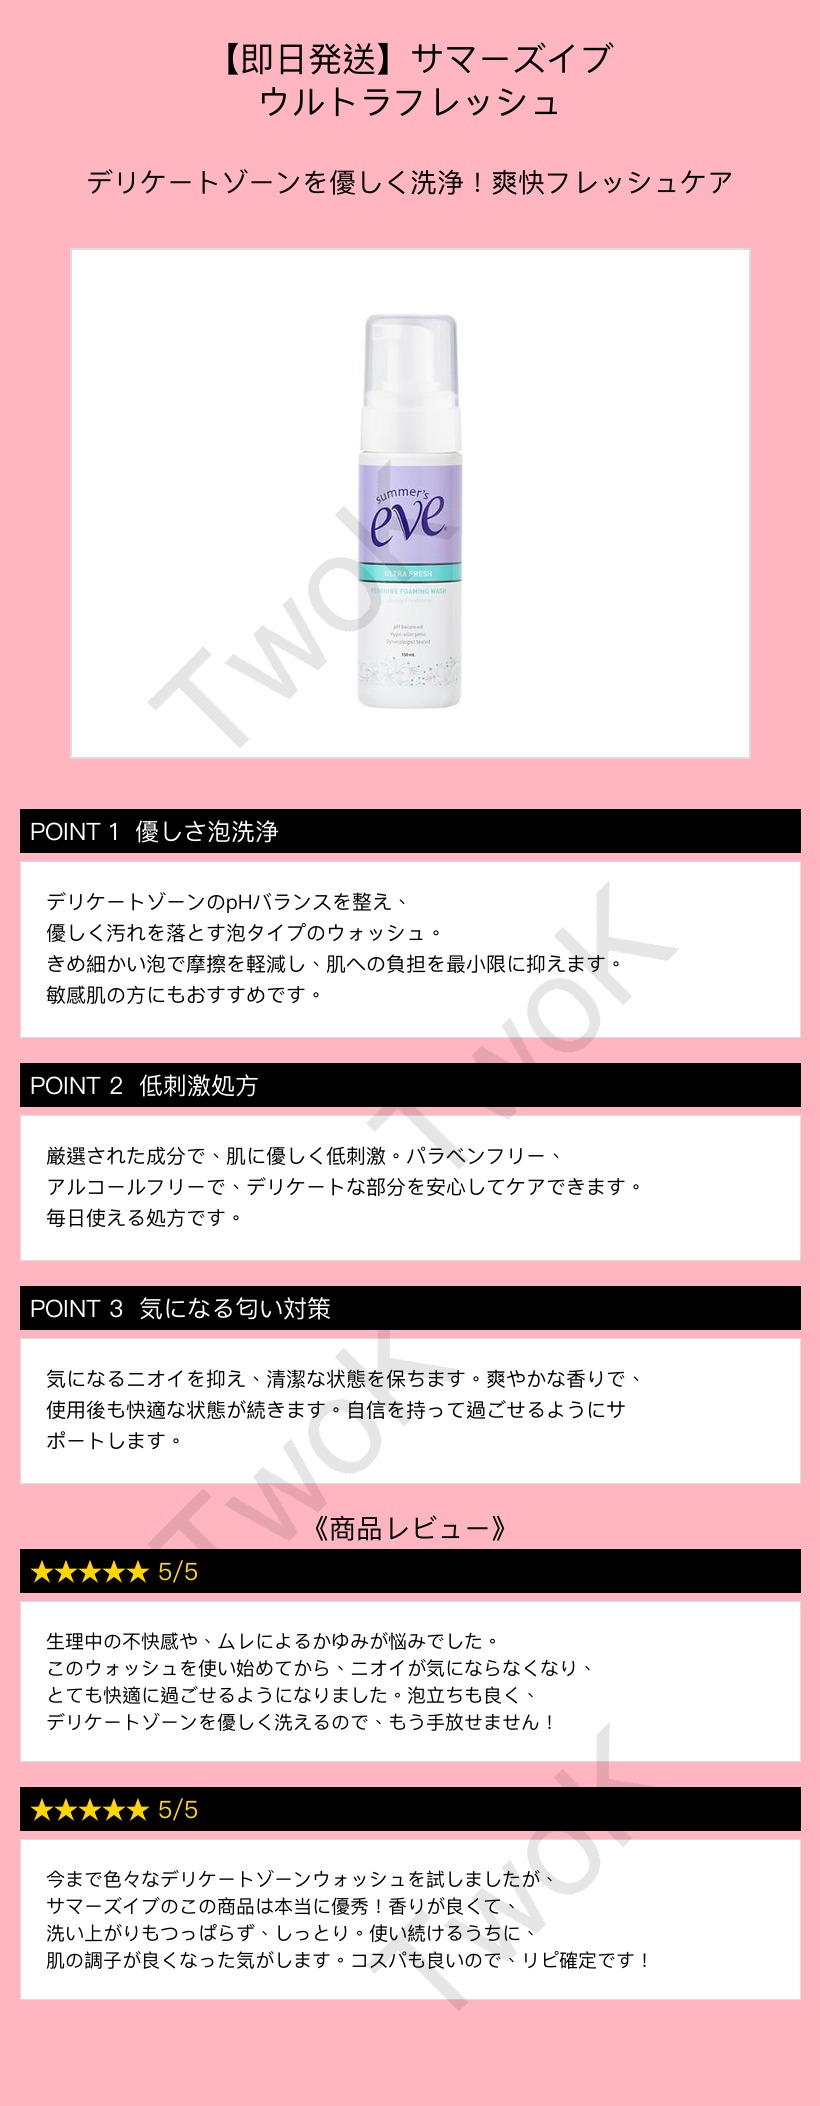 【即日発送】サマーズイブ
ウルトラフレッシュ
デリケートゾーンを優しく洗浄！爽快フレッシュケア
summer's
eve
ULTRA FRESH
FEMININE FOAMING WASH
pH balanced
Hypo-allergenic
Gynecologist tested
150 mL
TwoK
POINT 1 優しさ泡洗浄
デリケートゾーンのpHバランスを整え、
優しく汚れを落とす泡タイプのウォッシュ。
きめ細かい泡で摩擦を軽減し、肌への負担を最小限に抑えます。
敏感肌の方にもおすすめです。
TwoK
POINT 2 低刺激処方
厳選された成分で、肌に優しく低刺激。パラベンフリー、
アルコールフリーで、デリケートな部分を安心してケアできます。
毎日使える処方です。
POINT 3 気になる匂い対策
気になるニオイを抑え、清潔な状態を保ちます。爽やかな香りで、
使用後も快適な状態が続きます。自信を持って過ごせるようにサ
ポートします。
TwoK
《商品レビュー》
★★★★★ 5/5
生理中の不快感や、ムレによるかゆみが悩みでした。
このウォッシュを使い始めてから、ニオイが気にならなくなり、
とても快適に過ごせるようになりました。泡立ちも良く、
デリケートゾーンを優しく洗えるので、もう手放せません！
★★★★★ 5/5
今まで色々なデリケートゾーンウォッシュを試しましたが、
サマーズイブのこの商品は本当に優秀！香りが良くて、
洗い上がりもつっぱらず、しっとり。使い続けるうちに、
肌の調子が良くなった気がします。コスパも良いので、リピ確定です！
TwoK